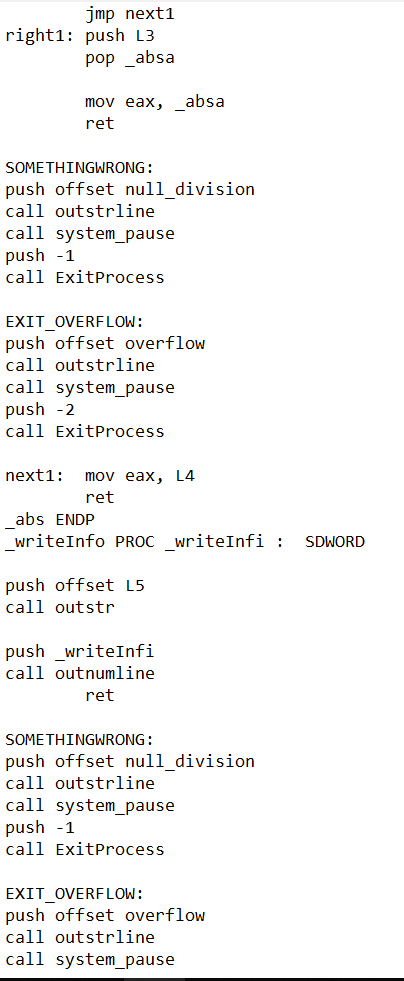 jmp next1
right1: push L3
pop _absa
mov eax, _absa
ret
SOMETHINGWRONG:
push offset null_division
call outstrline
call system_pause
push -1
call ExitProcess
EXIT_OVERFLOW:
push offset overflow
call outstrline
call system_pause
push -2
call ExitProcess
next1: mov eax, L4
ret
_abs ENDP
_writeInfo PROC _writeInfi : SDWORD
push offset L5
call outstr
push _writeInfi
call outnumline
ret
SOMETHINGWRONG:
push offset null_division
call outstrline
call system_pause
push -1
call ExitProcess
EXIT_OVERFLOW:
push offset overflow
call outstrline
call system_pause